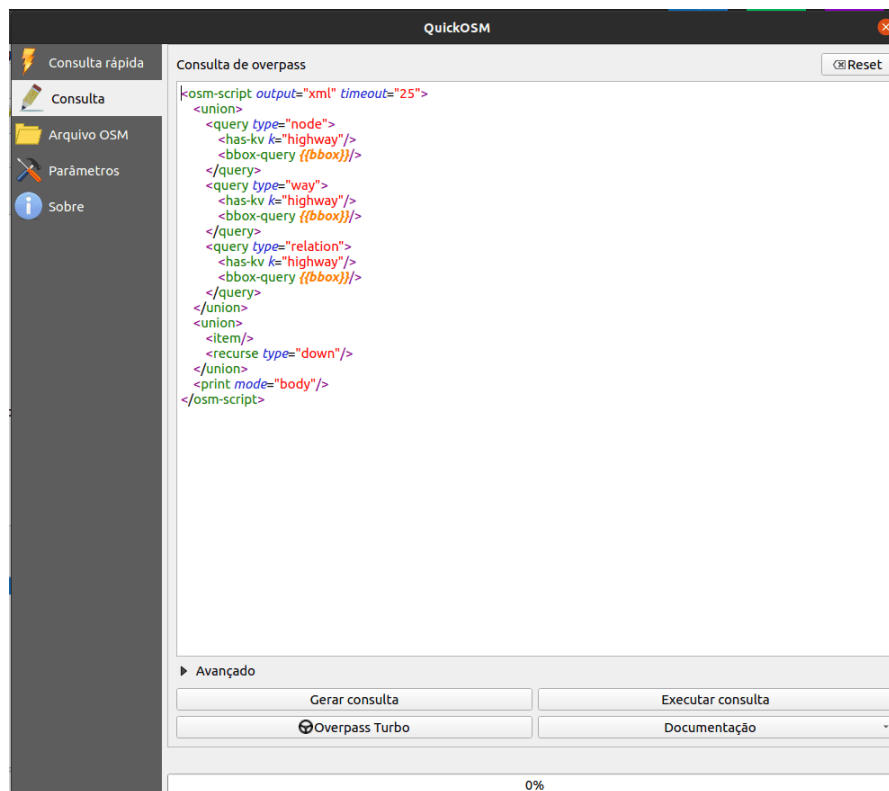 QuickOSM
Consulta rápida
Consulta
Arquivo OSM
Parâmetros
Sobre
Consulta de overpass
Reset
<osm-script output="xml" timeout="25">
<union>
<query type="node">
<has-kv k="highway"/>
<bbox-query {{bbox}}/>
</query>
<query type="way">
<has-kv k="highway"/>
<bbox-query {{bbox}}/>
</query>
<query type="relation">
<has-kv k="highway"/>
<bbox-query {{bbox}}/>
</query>
</union>
<union>
<item/>
<recurse type="down"/>
</union>
<print mode="body"/>
</osm-script>
Avançado
Gerar consulta
Executar consulta
Overpass Turbo
Documentação
0%